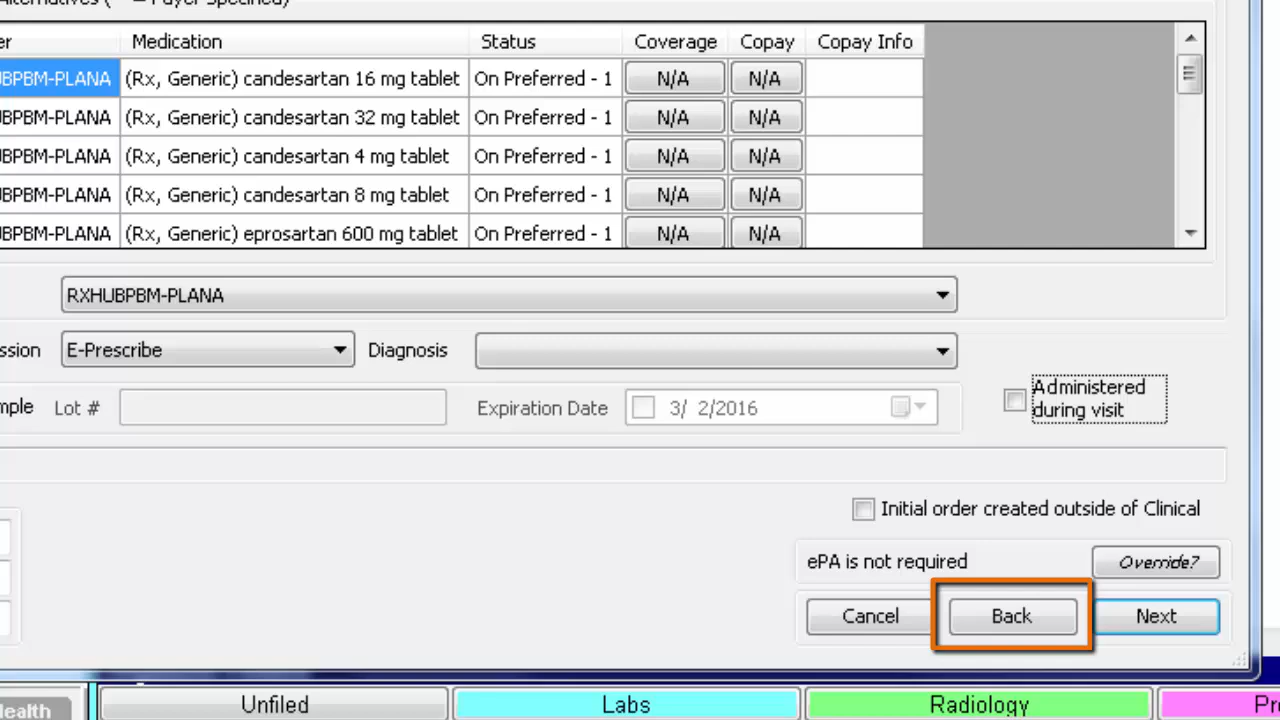 Alternatives ( = Payer Specified)
er Medication Status Coverage Copay Copay Info
UBPBM-PLANA (Rx, Generic) candesartan 16 mg tablet On Preferred - 1 N/A N/A
UBPBM-PLANA (Rx, Generic) candesartan 32 mg tablet On Preferred - 1 N/A N/A
UBPBM-PLANA (Rx, Generic) candesartan 4 mg tablet On Preferred - 1 N/A N/A
UBPBM-PLANA (Rx, Generic) candesartan 8 mg tablet On Preferred - 1 N/A N/A
UBPBM-PLANA (Rx, Generic) eprosartan 600 mg tablet On Preferred - 1 N/A N/A
RXHUBPBM-PLANA
ssion E-Prescribe Diagnosis
Administered
mple Lot # Expiration Date 3/ 2/2016
during visit
Initial order created outside of Clinical
ePA is not required Override?
Cancel Back Next
Health Unfiled Labs Radiology Pr